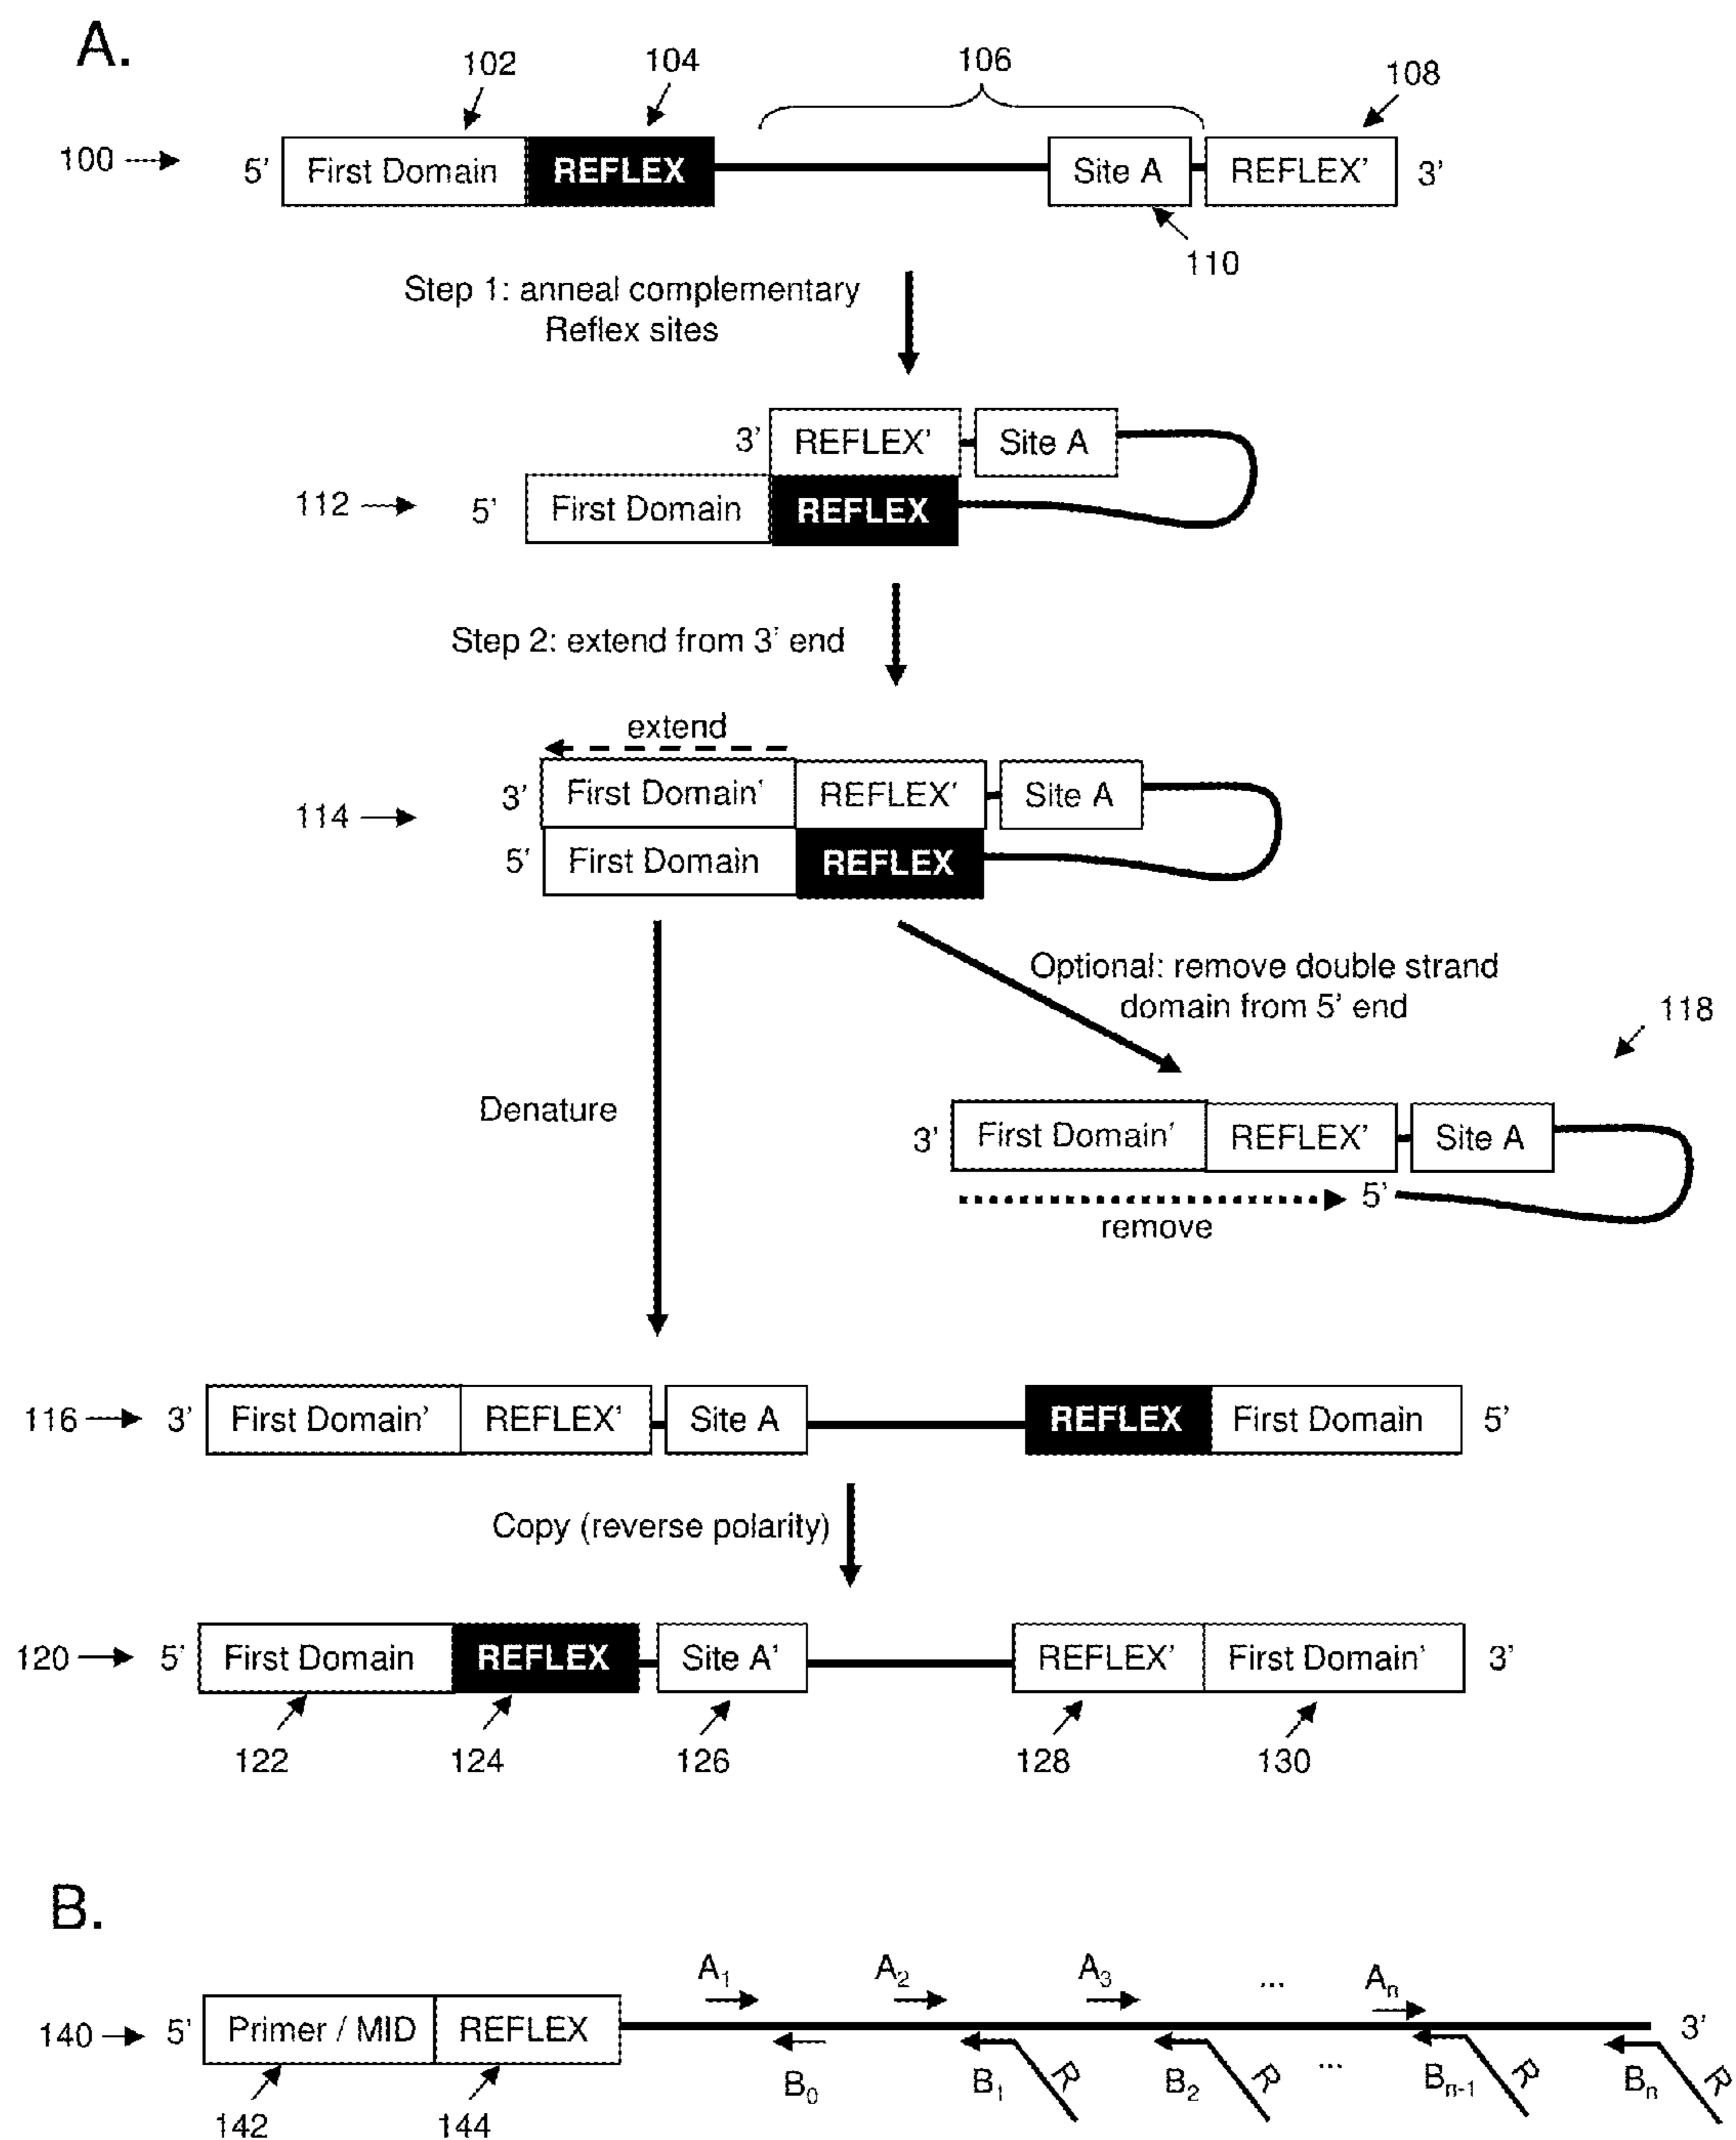 A.
102 104 106 108
100 5' First Domain REFLEX Site A REFLEX' 3'
110
Step 1: anneal complementary
Reflex sites
3' REFLEX' Site A
112 5' First Domain REFLEX
Step 2: extend from 3' end
extend
3' First Domain' REFLEX' Site A
114
5' First Domain REFLEX
Optional: remove double strand
domain from 5' end
118
Denature
3' First Domain' REFLEX' Site A
5'
remove
116 3' First Domain' REFLEX' Site A REFLEX First Domain 5'
Copy (reverse polarity)
120 5' First Domain REFLEX Site A' REFLEX' First Domain' 3'
122 124 126 128 130
B.
A1 A2 A3 ... An
140 5' Primer / MID REFLEX 3'
B0 B1 R B2 R ... Bn-1 R Bn R
142 144